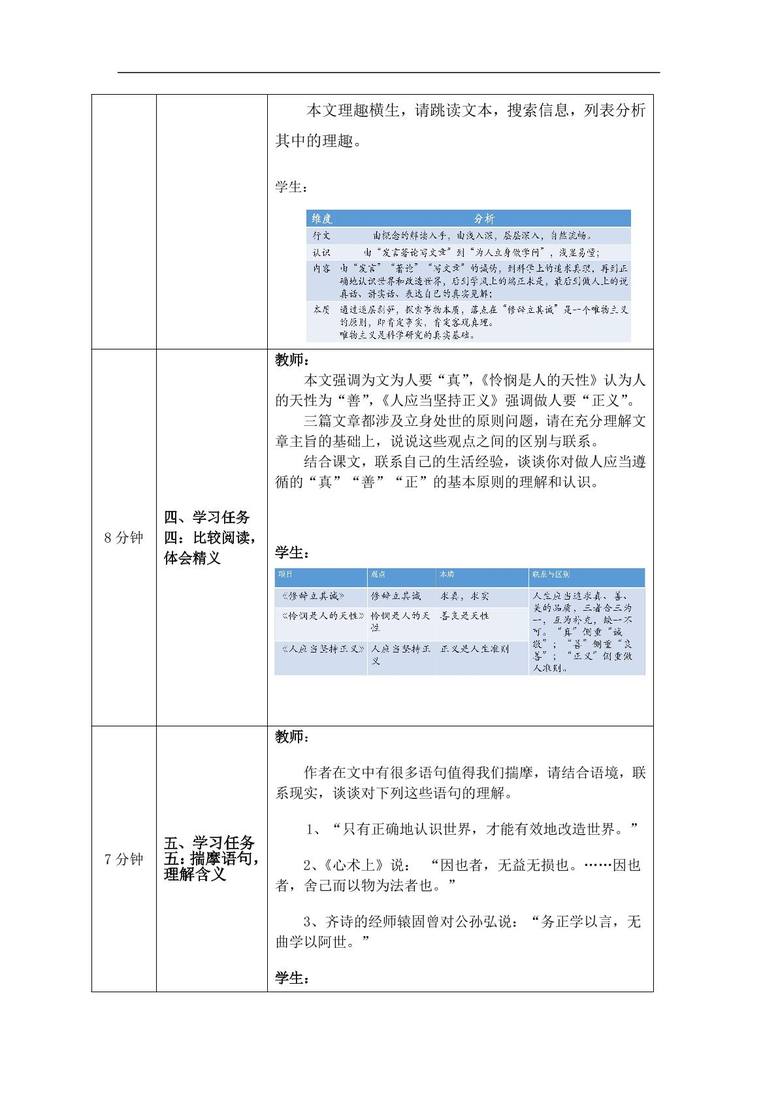 本文理趣横生，请跳读文本，搜索信息，列表分析
其中的理趣。
学生：
维度 分析
行文 由概念的解读入手，由浅入深，层层深入，自然流畅。
认识 由“发言著论写文章”到“为人立身做学问”，浅显易懂；
内容 由“发言”“著论”“写文章”的诚势，到科学上的追求真理，再到正
确地认识世界和改造世界，后到学风上的端正求是，最后到做人上的说
真话、讲实话、表达自己的真实见解；
本质 通过逐层剥笋，探索事物本质，落点在“修辞立其诚”是一个唯物主义
的原则，即肯定事实，肯定客观真理。
唯物主义是科学研究的真实基础。
教师：
本文强调为文为人要“真”，《怜悯是人的天性》认为人
的天性为“善”，《人应当坚持正义》强调做人要“正义”。
三篇文章都涉及立身处世的原则问题，请在充分理解文
章主旨的基础上，说说这些观点之间的区别与联系。
结合课文，联系自己的生活经验，谈谈你对做人应当遵
循的“真”“善”“正”的基本原则的理解和认识。
8 分钟
四、学习任务
四：比较阅读，
体会精义
学生：
项目 观点 本质 联系与区别
《修辞立其诚》 修辞立其诚 求真，求实
《怜悯是人的天性》 怜悯是人的天
性 善良是天性
《人应当坚持正义》 人应当坚持正
义 正义是人生准则
人生应当追求真、善、
美的品质，三者合三为
一，互为补充，缺一不
可。“真”侧重“诚
敬”；“善”侧重“良
善”；“正义”侧重做
人准则。
教师：
作者在文中有很多语句值得我们揣摩，请结合语境，联
系现实，谈谈对下列这些语句的理解。
1、“只有正确地认识世界，才能有效地改造世界。”
7 分钟
五、学习任务
五：揣摩语句，
理解含义
2、《心术上》说： “因也者，无益无损也。……因也
者，舍己而以物为法者也。”
3、齐诗的经师辕固曾对公孙弘说：“务正学以言，无
曲学以阿世。”
学生：